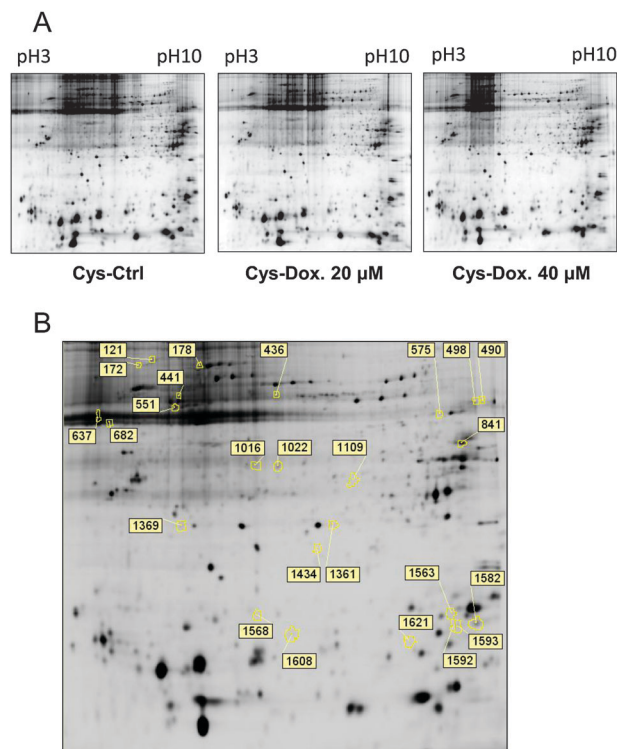 A
pH3 pH10 pH3 pH10
Cys-Ctrl Cys-Dox. 20 µM Cys-Dox. 40 µM
B
121 178 436 575 498 490
172
441
551
637 682 841
1016 1022 1109
1369
1434 1361
1563 1582
1568 1621
1608 1592 1593